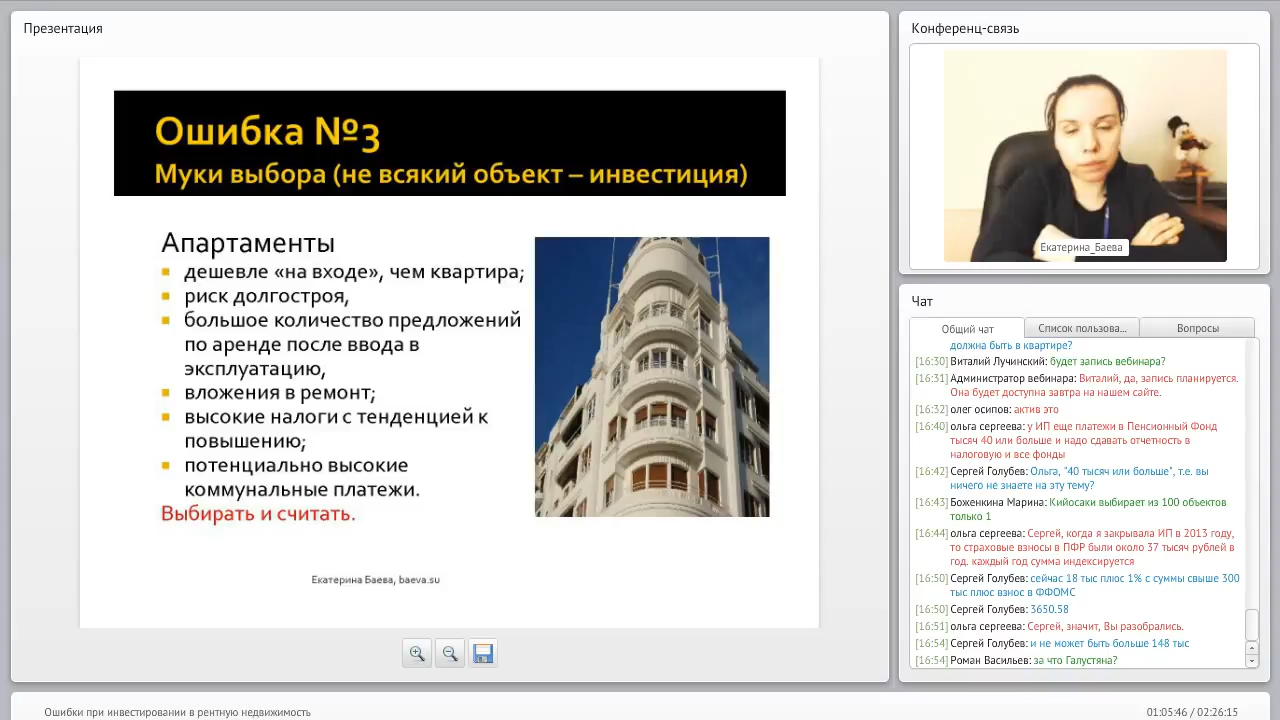 Презентация
Ошибка №3
Муки выбора (не всякий объект – инвестиция)
Апартаменты
дешевле «на входе», чем квартира;
риск долгостроя,
большое количество предложений
по аренде после ввода в
эксплуатацию,
вложения в ремонт;
высокие налоги с тенденцией к
повышению;
потенциально высокие
коммунальные платежи.
Выбирать и считать.
Екатерина Баева, baeva.su
Конференц-связь
Екатерина_Баева
Чат
Общий чат
Список пользова...
Вопросы
должна быть в квартире?
[16:30] Виталий Лучинский: будет запись вебинара?
[16:31] Администратор вебинара: Виталий, да, запись планируется.
Она будет доступна завтра на нашем сайте.
[16:32] олег осипов: актив это
[16:40] ольга сергеева: у ИП еще платежи в Пенсионный Фонд
тысяч 40 или больше и надо сдавать отчетность в
налоговую и все фонды
[16:42] Сергей Голубев: Ольга, "40 тысяч или больше", т.е. вы
ничего не знаете на эту тему?
[16:43] Боженкина Марина: Кийосаки выбирает из 100 объектов
только 1
[16:44] ольга сергеева: Сергей, когда я закрывала ИП в 2013 году,
то страховые взносы в ПФР были около 37 тысяч рублей в
год. каждый год сумма индексируется
[16:50] Сергей Голубев: сейчас 18 тыс плюс 1% с суммы свыше 300
тыс плюс взнос в ФФОМС
[16:50] Сергей Голубев: 3650.58
[16:51] ольга сергеева: Сергей, значит, Вы разобрались.
[16:54] Сергей Голубев: и не может быть больше 148 тыс
[16:54] Роман Васильев: за что Галустяна?
Ошибки при инвестировании в рентную недвижимость
01:05:46 / 02:26:15